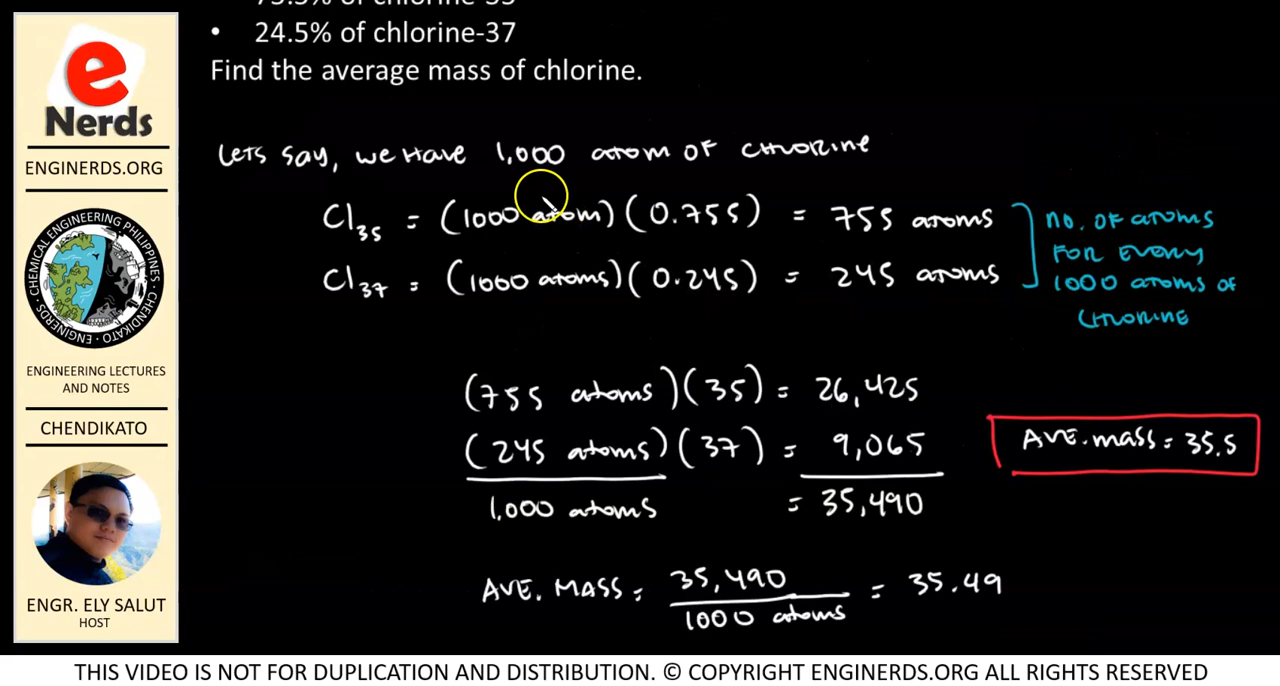 • 24.5% of chlorine-37
Find the average mass of chlorine.
e
Nerds
ENGINERDS.ORG
CHEMICAL ENGINEERING PHILIPPINES
ENGINERDS • CHENDIKATO
ENGINEERING LECTURES
AND NOTES
CHENDIKATO
ENGR. ELY SALUT
HOST
Lets say, we Have 1,000 atom of CHLORINE
Cl35 = (1000 atom)(0.755) = 755 atoms
Cl37 = (1000 atoms)(0.245) = 245 atoms
no. of atoms
FOR EVERY
1000 atoms of
CHLORINE
(755 atoms)(35) = 26,425
(245 atoms)(37) = 9,065
1,000 atoms = 35,490
AVE. mass = 35.5
AVE. MASS = 35,490 / 1000 atoms = 35.49
THIS VIDEO IS NOT FOR DUPLICATION AND DISTRIBUTION. © COPYRIGHT ENGINERDS.ORG ALL RIGHTS RESERVED